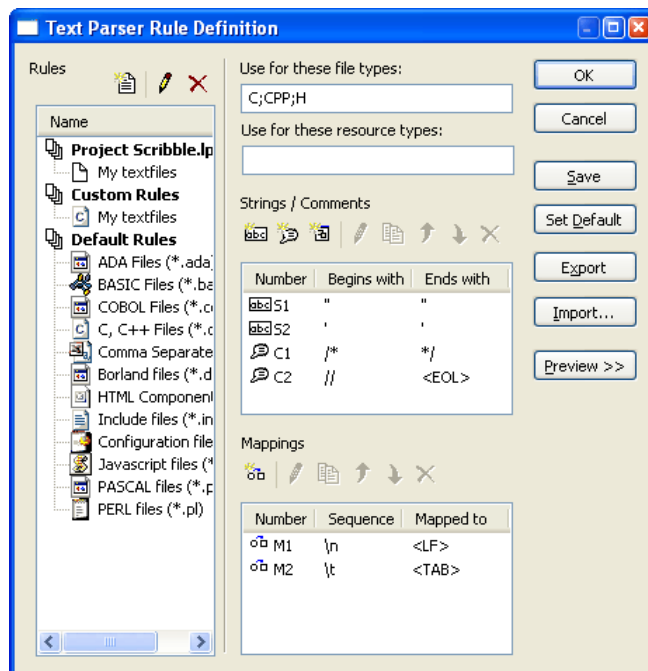 Text Parser Rule Definition
Rules
Name
Project Scribble.lp
My textfiles
Custom Rules
My textfiles
Default Rules
ADA Files (*.ada)
BASIC Files (*.ba
COBOL Files (*.c
C, C++ Files (*.c
Comma Separate
Borland files (*.d
HTML Component
Include files (*.in
Configuration file
Javascript files (*
PASCAL files (*.p
PERL files (*.pl)
Use for these file types:
C;CPP;H
Use for these resource types:
Strings / Comments
Number Begins with Ends with
abc S1 " "
abc S2 ' '
C1 /* */
C2 // <EOL>
Mappings
Number Sequence Mapped to
M1 \n <LF>
M2 \t <TAB>
OK
Cancel
Save
Set Default
Export
Import...
Preview >>